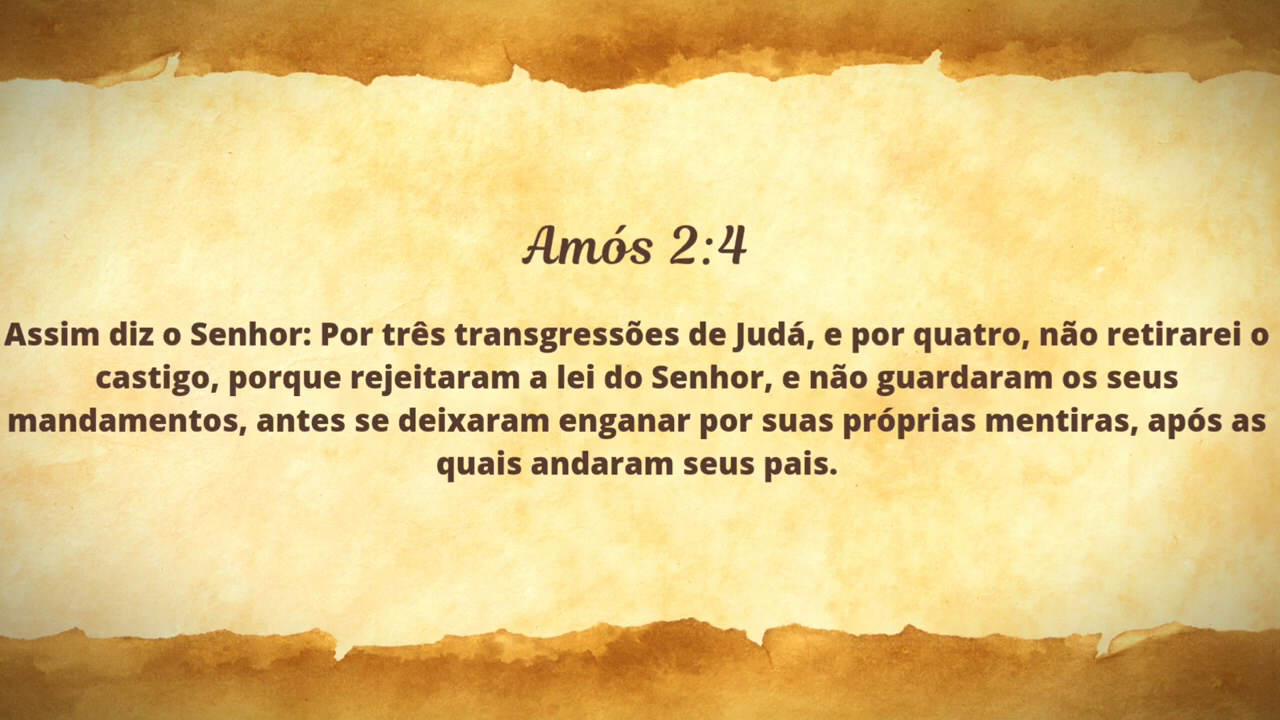 Amós 2:4
Assim diz o Senhor: Por três transgressões de Judá, e por quatro, não retirarei o
castigo, porque rejeitaram a lei do Senhor, e não guardaram os seus
mandamentos, antes se deixaram enganar por suas próprias mentiras, após as
quais andaram seus pais.